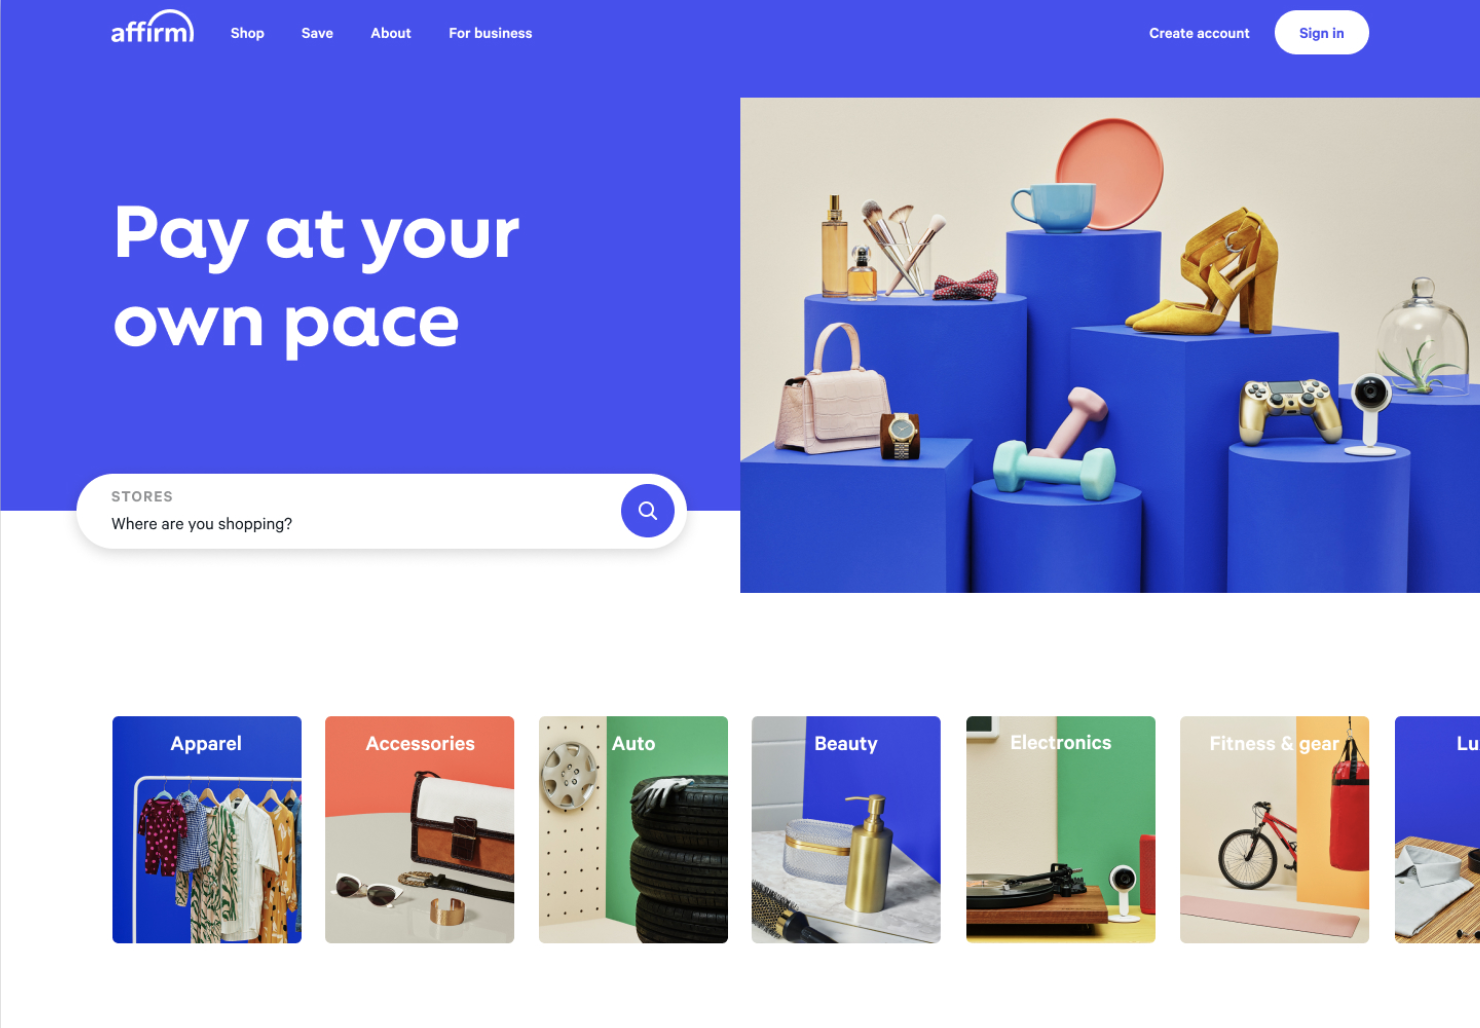 affirm
Shop
Save
About
For business
Create account
Sign in
Pay at your
own pace
STORES
Where are you shopping?
Apparel
Accessories
Auto
Beauty
Electronics
Fitness & gear
Lu